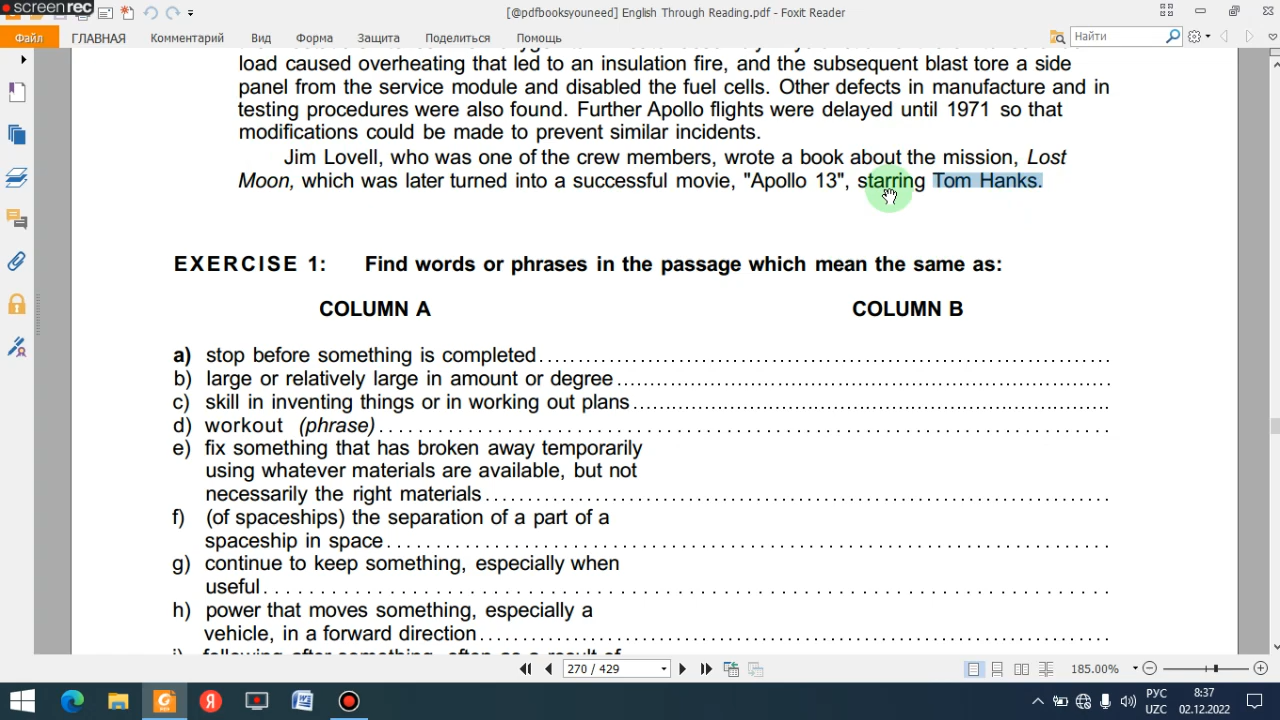 screenrec
[@pdfbooksyouneed] English Through Reading.pdf - Foxit Reader
Файл ГЛАВНАЯ Комментарий Вид Форма Защита Поделиться Помощь Найти
load caused overheating that led to an insulation fire, and the subsequent blast tore a side
panel from the service module and disabled the fuel cells. Other defects in manufacture and in
testing procedures were also found. Further Apollo flights were delayed until 1971 so that
modifications could be made to prevent similar incidents.
Jim Lovell, who was one of the crew members, wrote a book about the mission, Lost
Moon, which was later turned into a successful movie, "Apollo 13", starring Tom Hanks.
EXERCISE 1: Find words or phrases in the passage which mean the same as:
COLUMN A COLUMN B
a) stop before something is completed
b) large or relatively large in amount or degree
c) skill in inventing things or in working out plans
d) workout (phrase)
e) fix something that has broken away temporarily
using whatever materials are available, but not
necessarily the right materials
f) (of spaceships) the separation of a part of a
spaceship in space
g) continue to keep something, especially when
useful
h) power that moves something, especially a
vehicle, in a forward direction
i) following after something, often as a result of
270 / 429 185.00%
РУС 8:37
UZC 02.12.2022